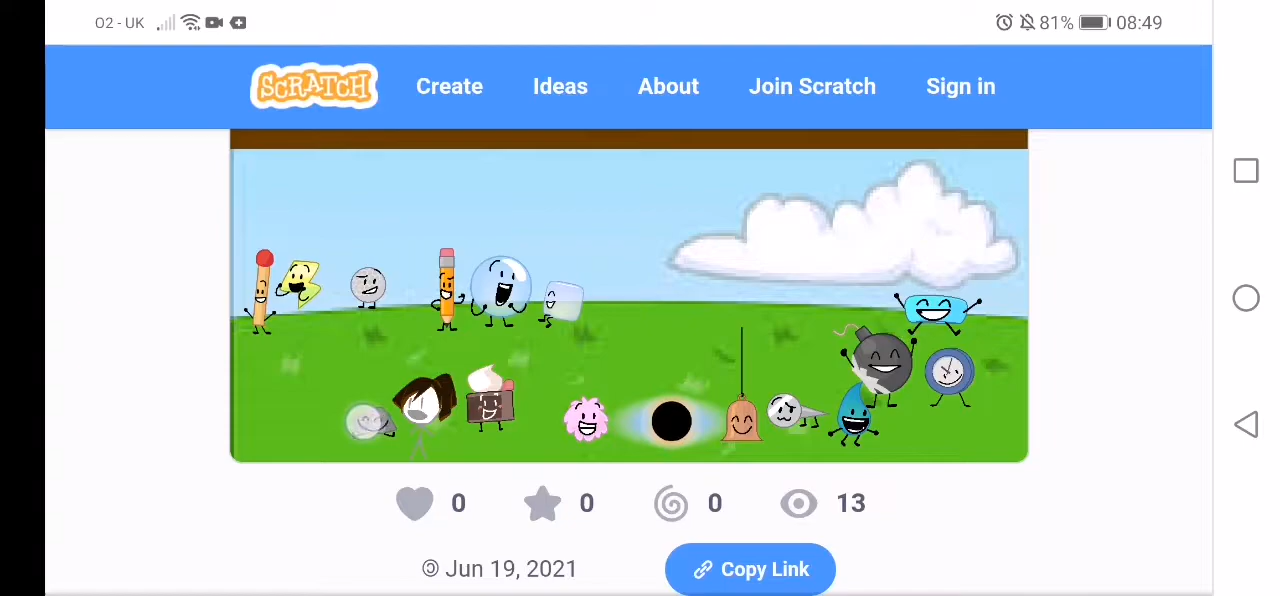 O2 - UK 81% 08:49
SCRATCH Create Ideas About Join Scratch Sign in
0 0 0 13
Jun 19, 2021 Copy Link